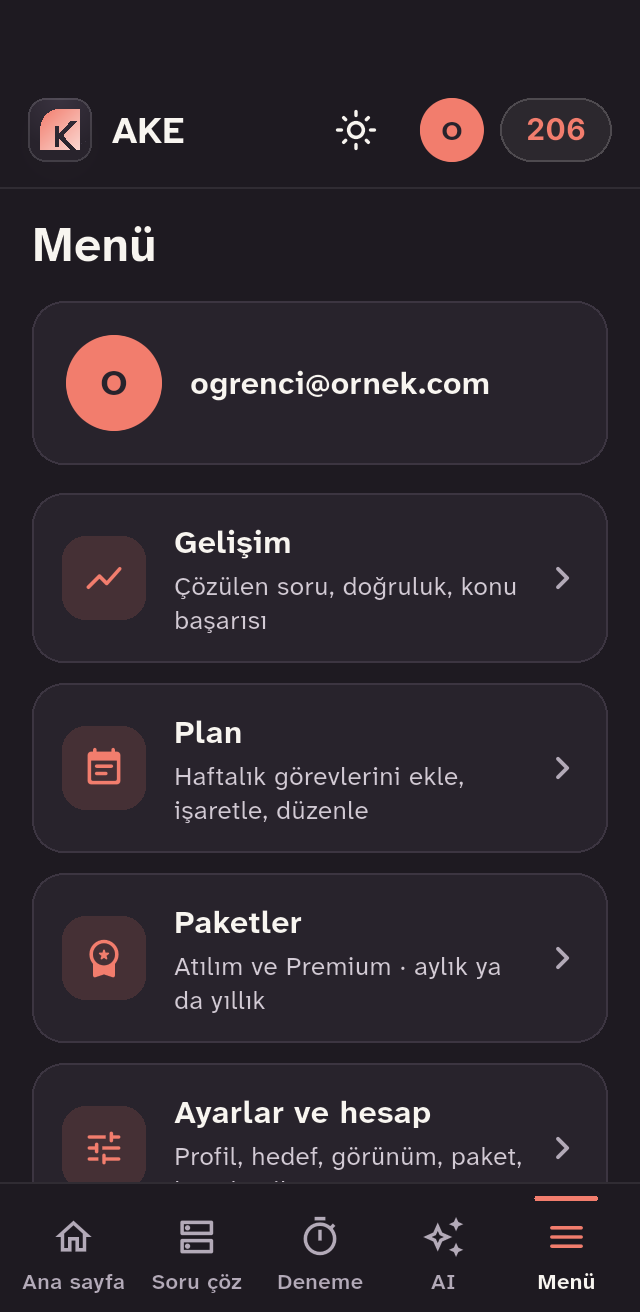 AKE
O
206
Menü
O
ogrenci@ornek.com
Gelişim
Çözülen soru, doğruluk, konu
başarısı
Plan
Haftalık görevlerini ekle,
işaretle, düzenle
Paketler
Atılım ve Premium · aylık ya
da yıllık
Ayarlar ve hesap
Profil, hedef, görünüm, paket,
Ana sayfa
Soru çöz
Deneme
AI
Menü